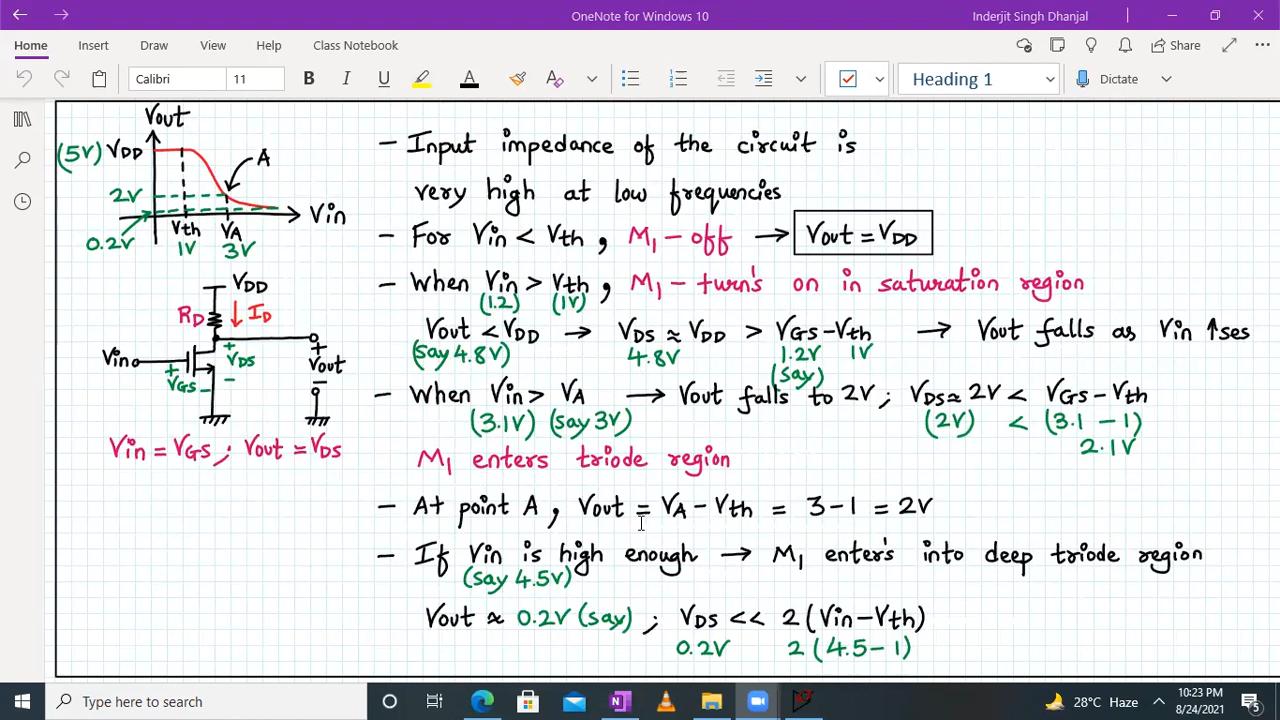 OneNote for Windows 10
Inderjit Singh Dhanjal
Home Insert Draw View Help Class Notebook
Share
Calibri 11 B I U A Heading 1 Dictate
Vout
(5V) VDD
A
2V
0.2V
Vth VA Vin
1V 3V
VDD
RD ID
Vin
+ VGS −
+ VDS −
+ Vout −
Vin = VGS ; Vout = VDS
− Input impedance of the circuit is
very high at low frequencies
− For Vin < Vth , M1 − off → Vout = VDD
− When Vin > Vth , M1 − turn's on in saturation region
(1.2) (1V)
Vout < VDD → VDS ≈ VDD > VGS − Vth → Vout falls as Vin ↑ses
(say 4.8V) 4.8V 1.2V 1V
(say)
− When Vin > VA → Vout falls to 2V ; VDS ≈ 2V < VGS − Vth
(3.1V) (say 3V) (2V) < (3.1 − 1)
2.1V
M1 enters triode region
− At point A , Vout = VA − Vth = 3 − 1 = 2V
− If Vin is high enough → M1 enter's into deep triode region
(say 4.5V)
Vout ≈ 0.2V (say) ; VDS << 2 (Vin − Vth)
0.2V 2 (4.5 − 1)
Type here to search
28°C Haze
10:23 PM
8/24/2021
5